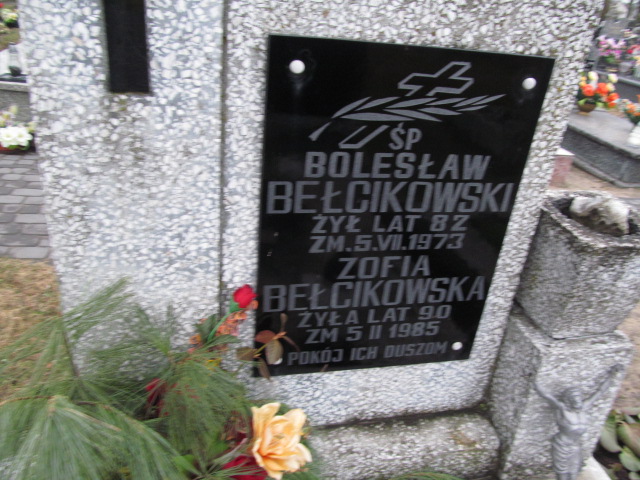 ŚP
BOLESŁAW
BEŁCIKOWSKI
ŻYŁ LAT 82
ZM. 5.VII.1973
ZOFIA
BEŁCIKOWSKA
ŻYŁA LAT 90
ZM 5 II 1985
POKÓJ ICH DUSZOM